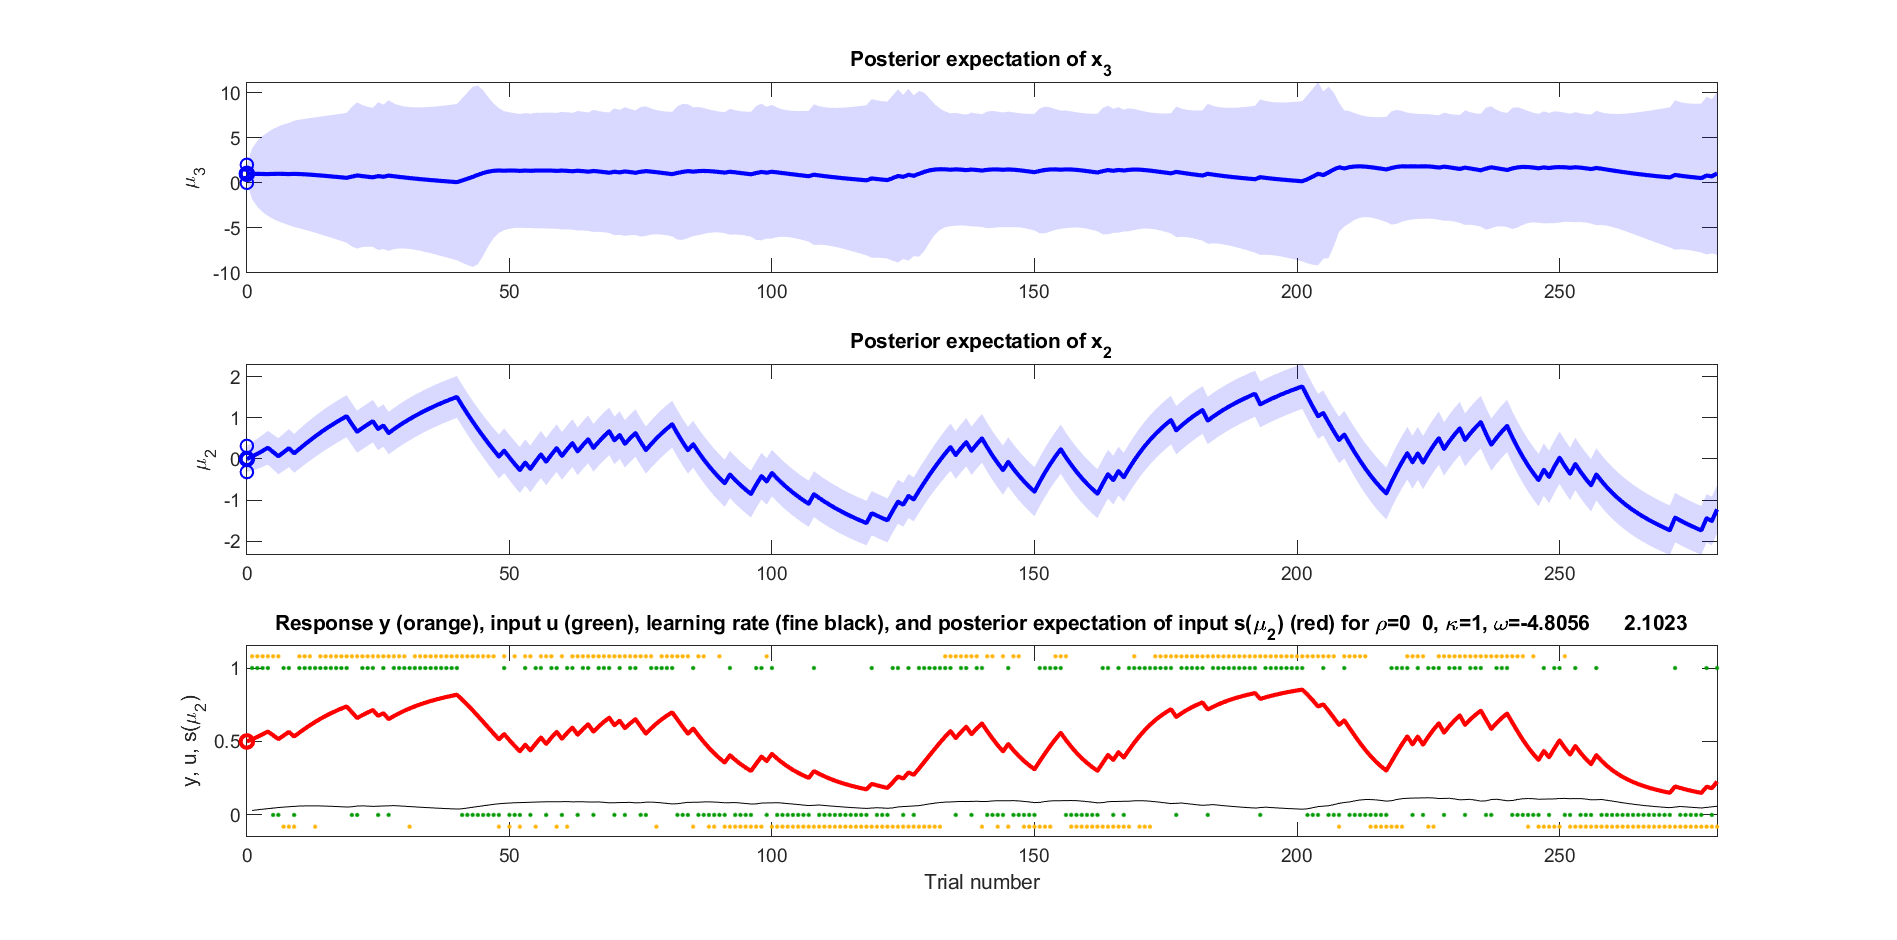 Posterior expectation of x₃
10
5
0
-5
-10
μ₃
0 50 100 150 200 250
Posterior expectation of x₂
2
1
0
-1
-2
μ₂
0 50 100 150 200 250
Response y (orange), input u (green), learning rate (fine black), and posterior expectation of input s(μ₂) (red) for ρ=0 0, κ=1, ω=-4.8056 2.1023
1
0.5
0
y, u, s(μ₂)
0 50 100 150 200 250
Trial number